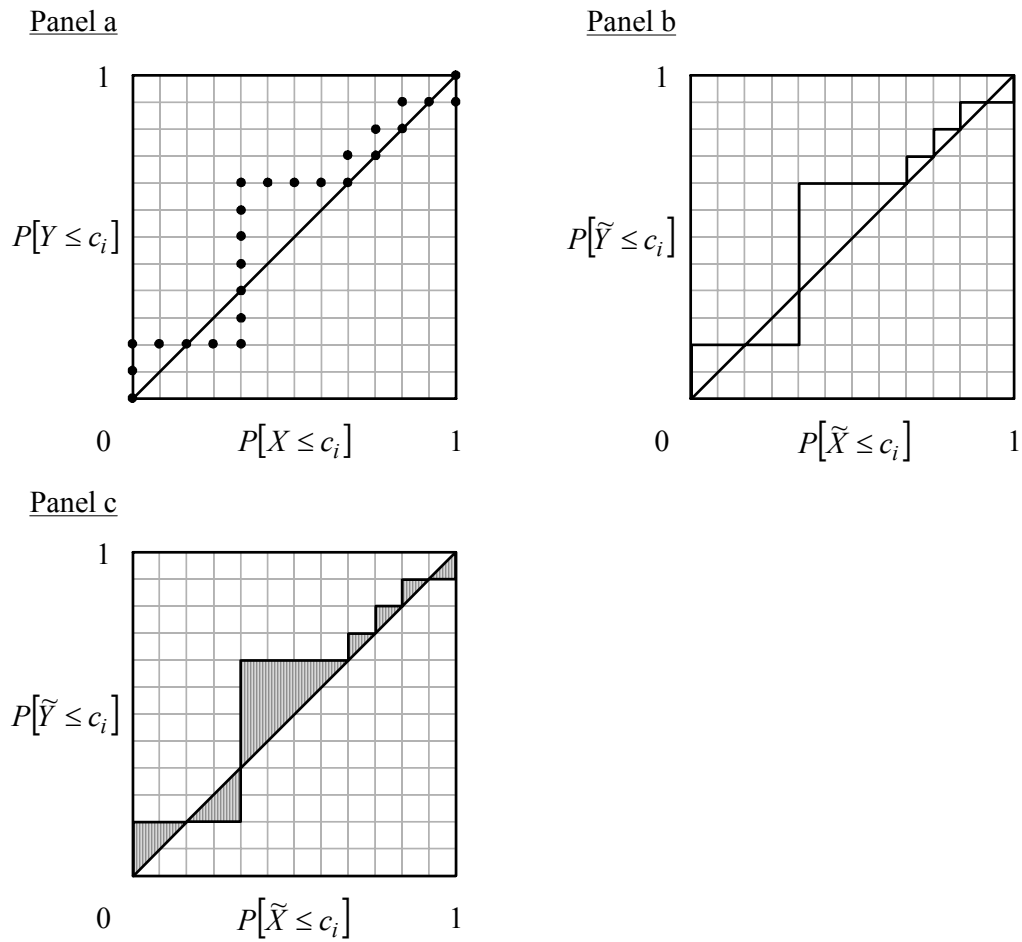 Panel a
1
P[Y ≤ c_i]
0 P[X ≤ c_i] 1
Panel b
1
P[Ỹ ≤ c_i]
0 P[X̃ ≤ c_i] 1
Panel c
1
P[Ỹ ≤ c_i]
0 P[X̃ ≤ c_i] 1